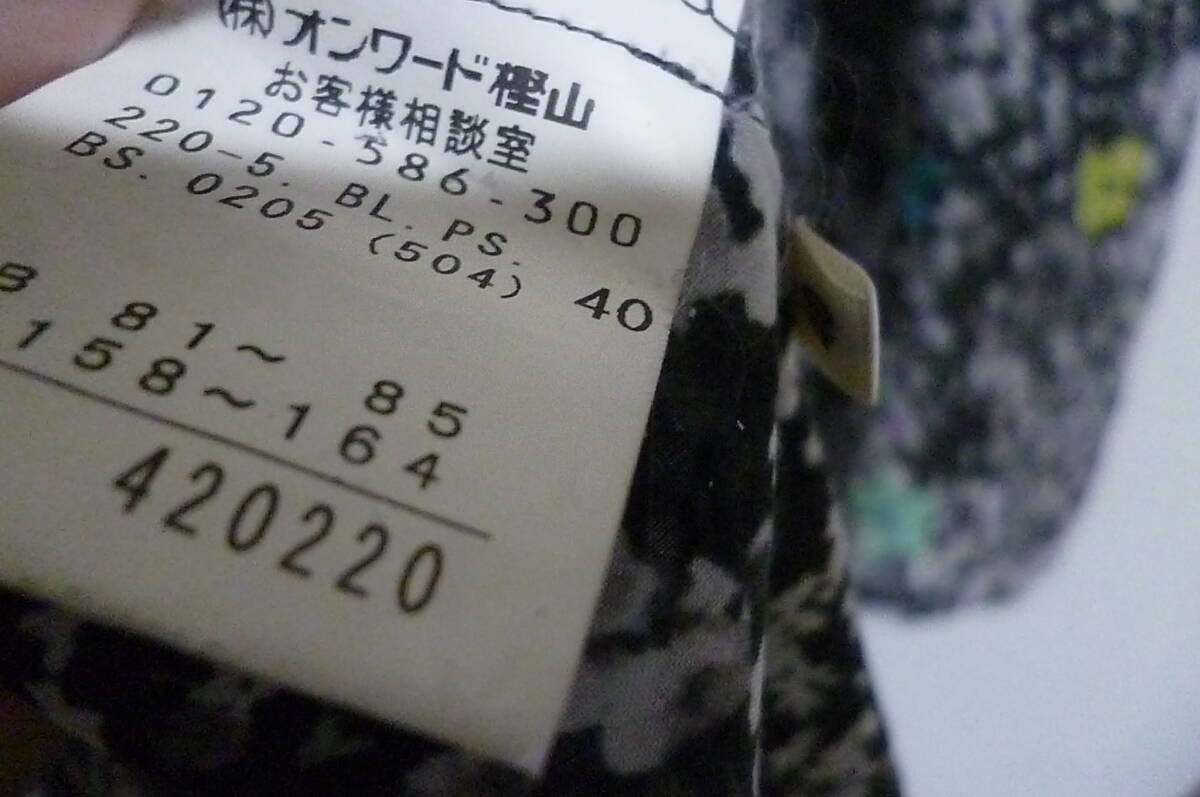 (株)オンワード樫山
お客様相談室
0120-586-300
220-5. BL. PS.
BS. 0205 (504) 40
B 81～ 85
158～164
420220